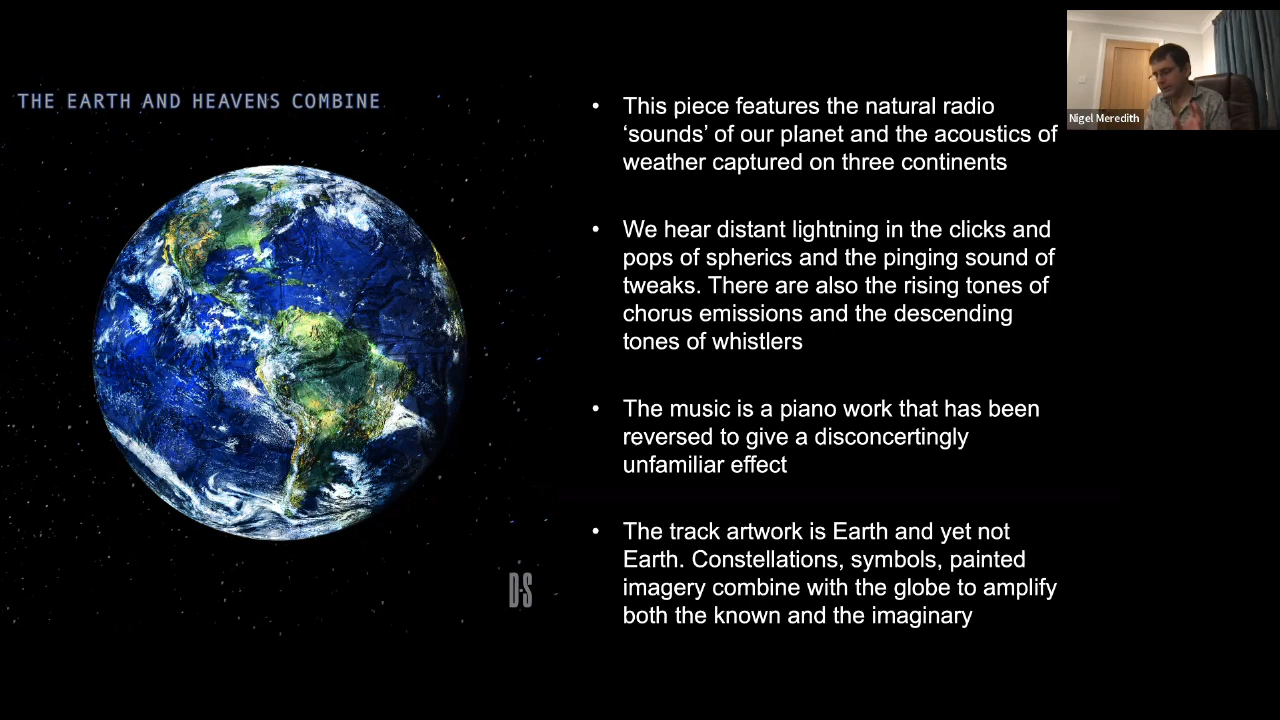 THE EARTH AND HEAVENS COMBINE
• This piece features the natural radio
‘sounds’ of our planet and the acoustics of
weather captured on three continents
• We hear distant lightning in the clicks and
pops of spherics and the pinging sound of
tweaks. There are also the rising tones of
chorus emissions and the descending
tones of whistlers
• The music is a piano work that has been
reversed to give a disconcertingly
unfamiliar effect
• The track artwork is Earth and yet not
Earth. Constellations, symbols, painted
imagery combine with the globe to amplify
both the known and the imaginary
D-S
Nigel Meredith